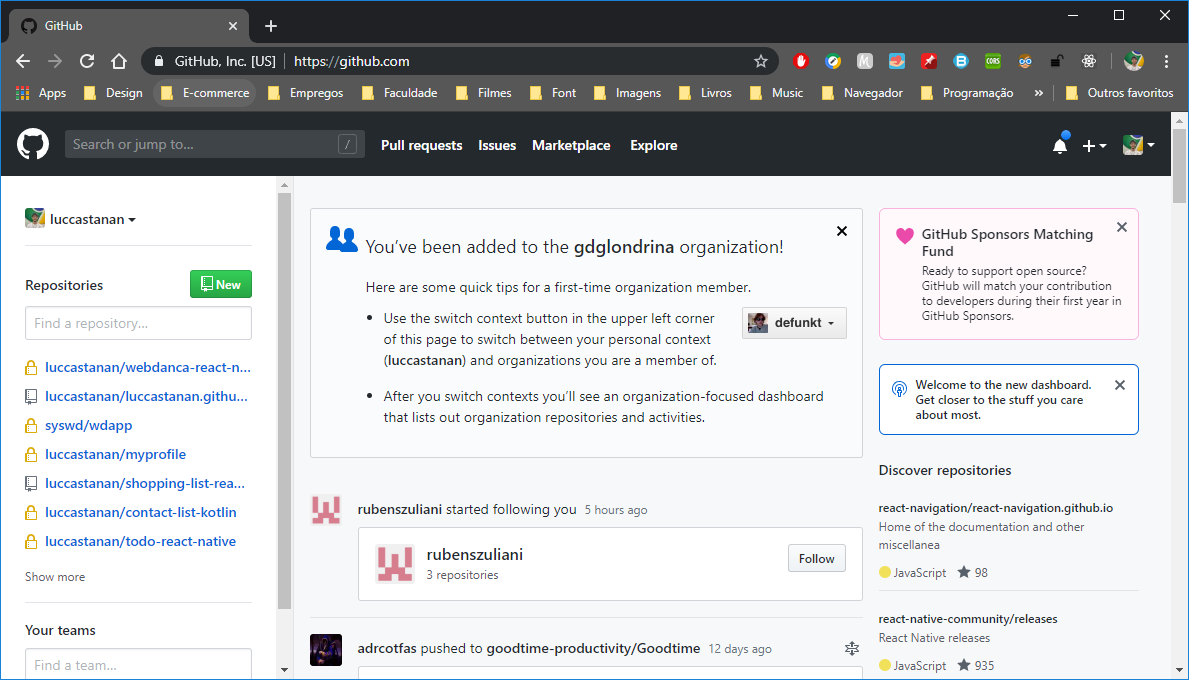 GitHub
GitHub, Inc. [US] https://github.com
Apps Design E-commerce Empregos Faculdade Filmes Font Imagens Livros Music Navegador Programação » Outros favoritos
Search or jump to... /
Pull requests Issues Marketplace Explore
luccastanan
Repositories
New
Find a repository...
luccastanan/webdanca-react-n...
luccastanan/luccastanan.githu...
syswd/wdapp
luccastanan/myprofile
luccastanan/shopping-list-rea...
luccastanan/contact-list-kotlin
luccastanan/todo-react-native
Show more
Your teams
Find a team...
You’ve been added to the gdglondrina organization!
Here are some quick tips for a first-time organization member.
Use the switch context button in the upper left corner
of this page to switch between your personal context
(luccastanan) and organizations you are a member of.
defunkt
After you switch contexts you’ll see an organization-focused dashboard
that lists out organization repositories and activities.
rubenszuliani started following you 5 hours ago
rubenszuliani
3 repositories
Follow
adrcotfas pushed to goodtime-productivity/Goodtime 12 days ago
GitHub Sponsors Matching
Fund
Ready to support open source?
GitHub will match your contribution
to developers during their first year in
GitHub Sponsors.
Welcome to the new dashboard.
Get closer to the stuff you care
about most.
Discover repositories
react-navigation/react-navigation.github.io
Home of the documentation and other
miscellanea
JavaScript 98
react-native-community/releases
React Native releases
JavaScript 935